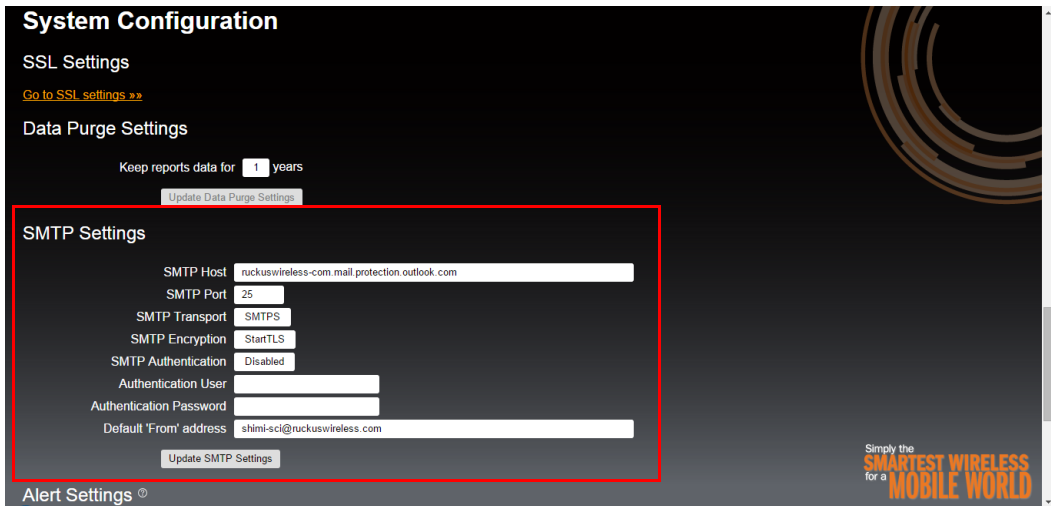 System Configuration
SSL Settings
Go to SSL settings »»
Data Purge Settings
Keep reports data for 1 years
Update Data Purge Settings
SMTP Settings
SMTP Host ruckuswireless-com.mail.protection.outlook.com
SMTP Port 25
SMTP Transport SMTPS
SMTP Encryption StartTLS
SMTP Authentication Disabled
Authentication User
Authentication Password
Default 'From' address shimi-sci@ruckuswireless.com
Update SMTP Settings
Alert Settings ?
Simply the
SMARTEST WIRELESS
for a MOBILE WORLD